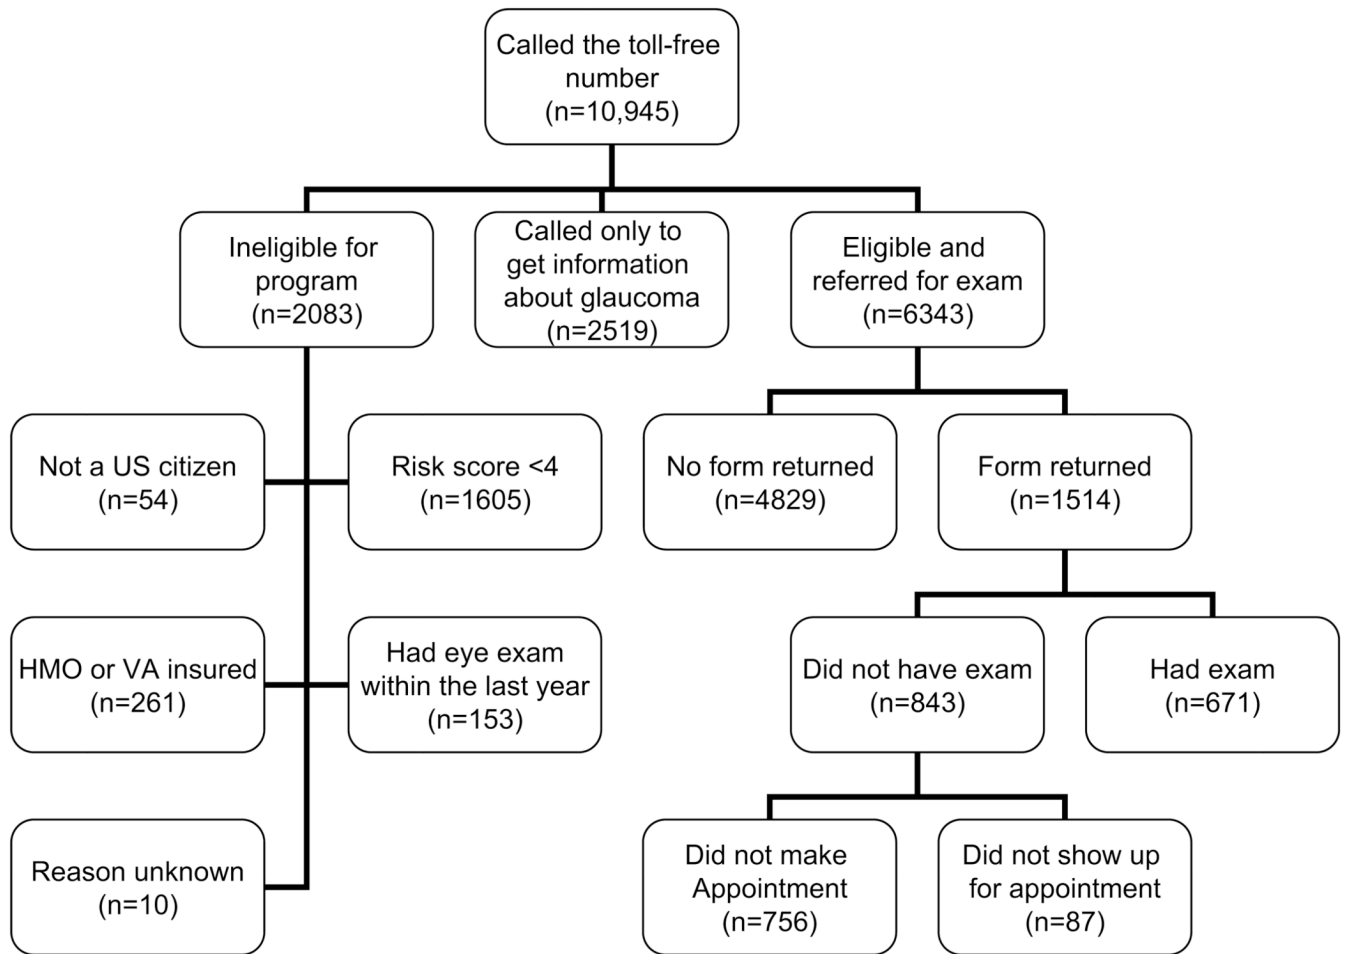 Called the toll-free
number
(n=10,945)
Ineligible for
program
(n=2083)
Called only to
get information
about glaucoma
(n=2519)
Eligible and
referred for exam
(n=6343)
Not a US citizen
(n=54)
Risk score <4
(n=1605)
No form returned
(n=4829)
Form returned
(n=1514)
HMO or VA insured
(n=261)
Had eye exam
within the last year
(n=153)
Did not have exam
(n=843)
Had exam
(n=671)
Reason unknown
(n=10)
Did not make
Appointment
(n=756)
Did not show up
for appointment
(n=87)